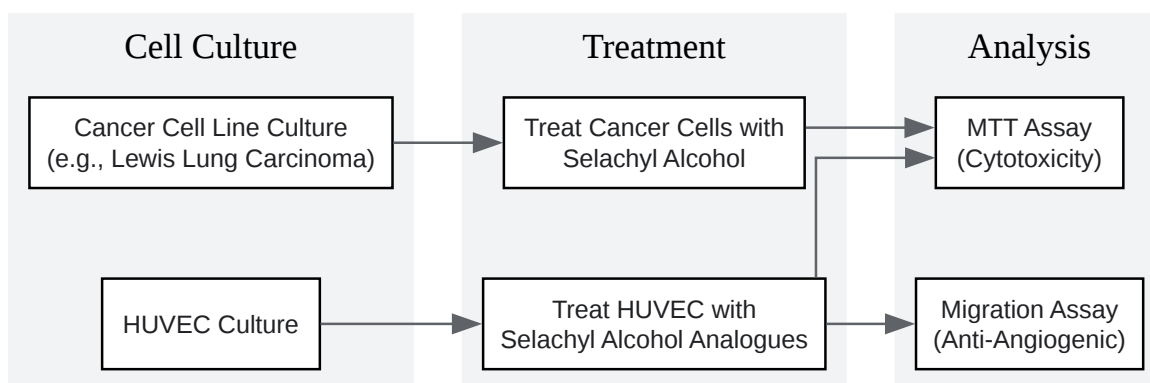 Cell Culture
Treatment
Analysis
Cancer Cell Line Culture
(e.g., Lewis Lung Carcinoma)
Treat Cancer Cells with
Selachyl Alcohol
MTT Assay
(Cytotoxicity)
HUVEC Culture
Treat HUVEC with
Selachyl Alcohol Analogues
Migration Assay
(Anti-Angiogenic)